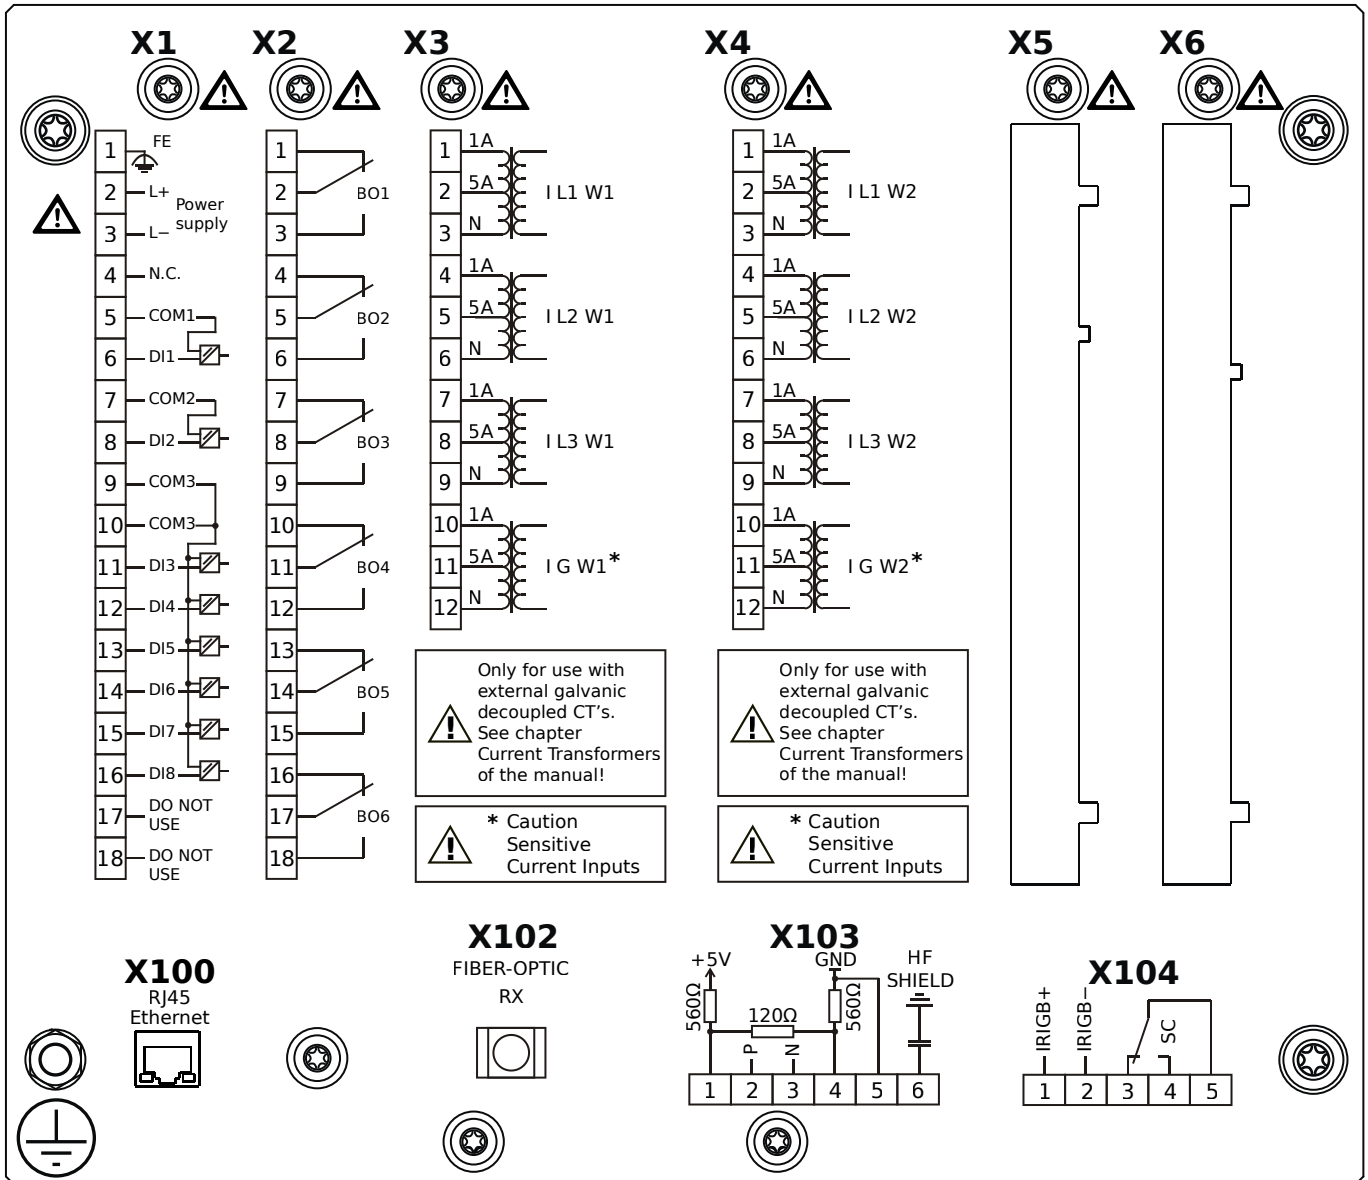 X1 X2 X3 X4 X5 X6
1 FE
2 L+
Power
supply
3 L−
4 N.C.
5 COM1
6 DI1
7 COM2
8 DI2
9 COM3
10 COM3
11 DI3
12 DI4
13 DI5
14 DI6
15 DI7
16 DI8
17 DO NOT
USE
18 DO NOT
USE
1
2 BO1
3
4
5 BO2
6
7
8 BO3
9
10
11 BO4
12
13
14 BO5
15
16
17 BO6
18
1 1A
2 5A I L1 W1
3 N
4 1A
5 5A I L2 W1
6 N
7 1A
8 5A I L3 W1
9 N
10 1A
11 5A I G W1*
12 N
Only for use with
external galvanic
decoupled CT's.
See chapter
Current Transformers
of the manual!
* Caution
Sensitive
Current Inputs
1 1A
2 5A I L1 W2
3 N
4 1A
5 5A I L2 W2
6 N
7 1A
8 5A I L3 W2
9 N
10 1A
11 5A I G W2*
12 N
Only for use with
external galvanic
decoupled CT's.
See chapter
Current Transformers
of the manual!
* Caution
Sensitive
Current Inputs
X100
RJ45
Ethernet
X102
FIBER-OPTIC
RX
X103
+5V GND HF
SHIELD
560Ω 120Ω 560Ω
P N
1 2 3 4 5 6
X104
IRIGB+ IRIGB− SC
1 2 3 4 5